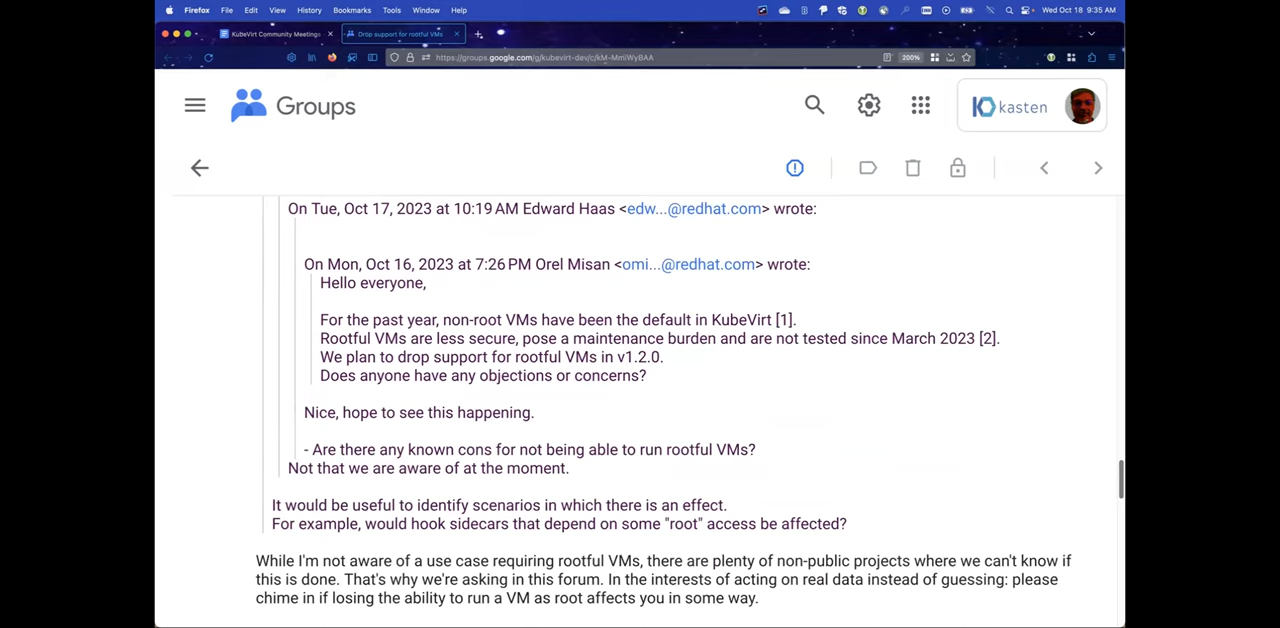 Firefox File Edit View History Bookmarks Tools Window Help Wed Oct 18 9:35 AM
KubeVirt Community Meetings Drop support for rootful VMs
https://groups.google.com/g/kubevirt-dev/c/kM-MmiWyBAA 200%
Groups kasten
On Tue, Oct 17, 2023 at 10:19 AM Edward Haas <edw...@redhat.com> wrote:
On Mon, Oct 16, 2023 at 7:26 PM Orel Misan <omi...@redhat.com> wrote:
Hello everyone,
For the past year, non-root VMs have been the default in KubeVirt [1].
Rootful VMs are less secure, pose a maintenance burden and are not tested since March 2023 [2].
We plan to drop support for rootful VMs in v1.2.0.
Does anyone have any objections or concerns?
Nice, hope to see this happening.
- Are there any known cons for not being able to run rootful VMs?
Not that we are aware of at the moment.
It would be useful to identify scenarios in which there is an effect.
For example, would hook sidecars that depend on some "root" access be affected?
While I'm not aware of a use case requiring rootful VMs, there are plenty of non-public projects where we can't know if
this is done. That's why we're asking in this forum. In the interests of acting on real data instead of guessing: please
chime in if losing the ability to run a VM as root affects you in some way.